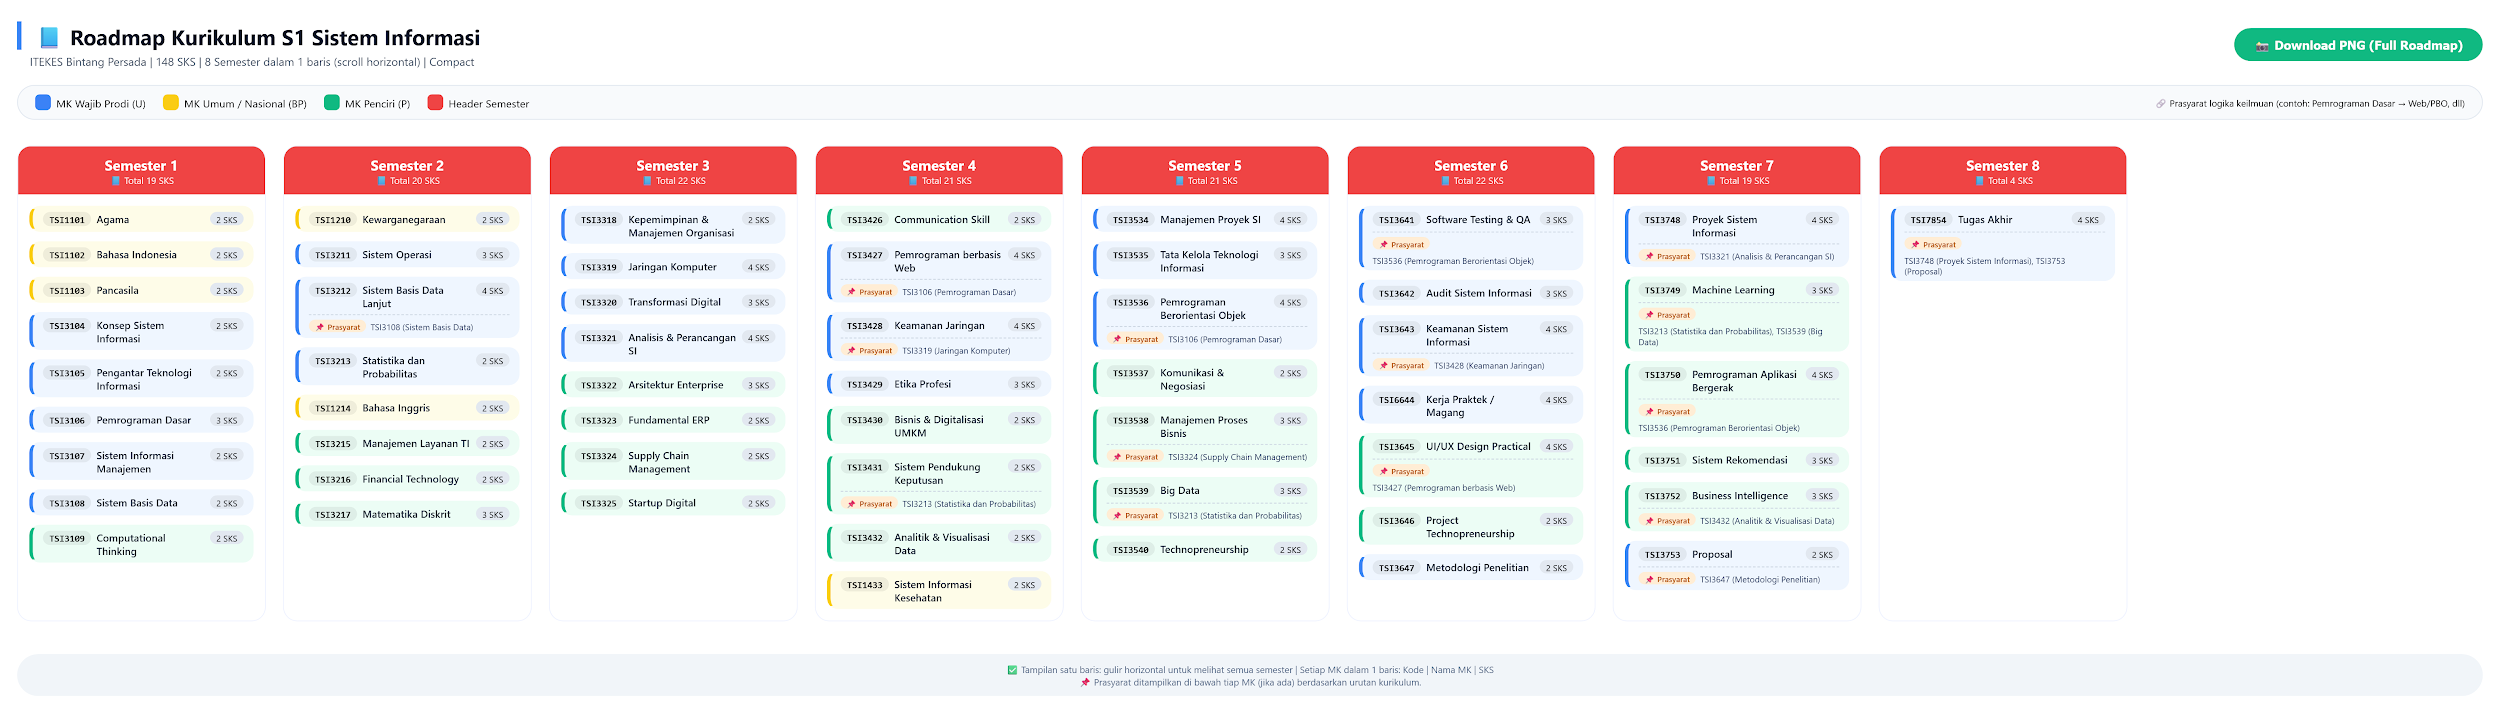 Roadmap Kurikulum S1 Sistem Informasi
ITEKES Bintang Persada | 148 SKS | 8 Semester dalam 1 baris (scroll horizontal) | Compact
Download PNG (Full Roadmap)
MK Wajib Prodi (U)
MK Umum / Nasional (BP)
MK Penciri (P)
Header Semester
Prasyarat logika keilmuan (contoh: Pemrograman Dasar → Web/PBO, dll)
Semester 1
Total 19 SKS
TSI1101 Agama 2 SKS
TSI1102 Bahasa Indonesia 2 SKS
TSI1103 Pancasila 2 SKS
TSI3104 Konsep Sistem 2 SKS
Informasi
TSI3105 Pengantar Teknologi 2 SKS
Informasi
TSI3106 Pemrograman Dasar 3 SKS
TSI3107 Sistem Informasi 2 SKS
Manajemen
TSI3108 Sistem Basis Data 2 SKS
TSI3109 Computational 2 SKS
Thinking
Semester 2
Total 20 SKS
TSI1210 Kewarganegaraan 2 SKS
TSI3211 Sistem Operasi 3 SKS
TSI3212 Sistem Basis Data 4 SKS
Lanjut
Prasyarat TSI3108 (Sistem Basis Data)
TSI3213 Statistika dan 2 SKS
Probabilitas
TSI1214 Bahasa Inggris 2 SKS
TSI3215 Manajemen Layanan TI 2 SKS
TSI3216 Financial Technology 2 SKS
TSI3217 Matematika Diskrit 3 SKS
Semester 3
Total 22 SKS
TSI3318 Kepemimpinan & 2 SKS
Manajemen Organisasi
TSI3319 Jaringan Komputer 4 SKS
TSI3320 Transformasi Digital 3 SKS
TSI3321 Analisis & Perancangan 4 SKS
SI
TSI3322 Arsitektur Enterprise 3 SKS
TSI3323 Fundamental ERP 2 SKS
TSI3324 Supply Chain 2 SKS
Management
TSI3325 Startup Digital 2 SKS
Semester 4
Total 21 SKS
TSI3426 Communication Skill 2 SKS
TSI3427 Pemrograman berbasis 4 SKS
Web
Prasyarat TSI3106 (Pemrograman Dasar)
TSI3428 Keamanan Jaringan 4 SKS
Prasyarat TSI3319 (Jaringan Komputer)
TSI3429 Etika Profesi 3 SKS
TSI3430 Bisnis & Digitalisasi 2 SKS
UMKM
TSI3431 Sistem Pendukung 2 SKS
Keputusan
Prasyarat TSI3213 (Statistika dan Probabilitas)
TSI3432 Analitik & Visualisasi 2 SKS
Data
TSI1433 Sistem Informasi 2 SKS
Kesehatan
Semester 5
Total 21 SKS
TSI3534 Manajemen Proyek SI 4 SKS
TSI3535 Tata Kelola Teknologi 3 SKS
Informasi
TSI3536 Pemrograman 4 SKS
Berorientasi Objek
Prasyarat TSI3106 (Pemrograman Dasar)
TSI3537 Komunikasi & 2 SKS
Negosiasi
TSI3538 Manajemen Proses 3 SKS
Bisnis
Prasyarat TSI3324 (Supply Chain Management)
TSI3539 Big Data 3 SKS
Prasyarat TSI3213 (Statistika dan Probabilitas)
TSI3540 Technopreneurship 2 SKS
Semester 6
Total 22 SKS
TSI3641 Software Testing & QA 3 SKS
Prasyarat
TSI3536 (Pemrograman Berorientasi Objek)
TSI3642 Audit Sistem Informasi 3 SKS
TSI3643 Keamanan Sistem 4 SKS
Informasi
Prasyarat TSI3428 (Keamanan Jaringan)
TSI6644 Kerja Praktek / 4 SKS
Magang
TSI3645 UI/UX Design Practical 4 SKS
Prasyarat
TSI3427 (Pemrograman berbasis Web)
TSI3646 Project 2 SKS
Technopreneurship
TSI3647 Metodologi Penelitian 2 SKS
Semester 7
Total 19 SKS
TSI3748 Proyek Sistem 4 SKS
Informasi
Prasyarat TSI3321 (Analisis & Perancangan SI)
TSI3749 Machine Learning 3 SKS
Prasyarat
TSI3213 (Statistika dan Probabilitas), TSI3539 (Big
Data)
TSI3750 Pemrograman Aplikasi 4 SKS
Bergerak
Prasyarat
TSI3536 (Pemrograman Berorientasi Objek)
TSI3751 Sistem Rekomendasi 3 SKS
TSI3752 Business Intelligence 3 SKS
Prasyarat TSI3432 (Analitik & Visualisasi Data)
TSI3753 Proposal 2 SKS
Prasyarat TSI3647 (Metodologi Penelitian)
Semester 8
Total 4 SKS
TSI7854 Tugas Akhir 4 SKS
Prasyarat
TSI3748 (Proyek Sistem Informasi), TSI3753
(Proposal)
Tampilan satu baris: gulir horizontal untuk melihat semua semester | Setiap MK dalam 1 baris: Kode | Nama MK | SKS
Prasyarat ditampilkan di bawah tiap MK (jika ada) berdasarkan urutan kurikulum.